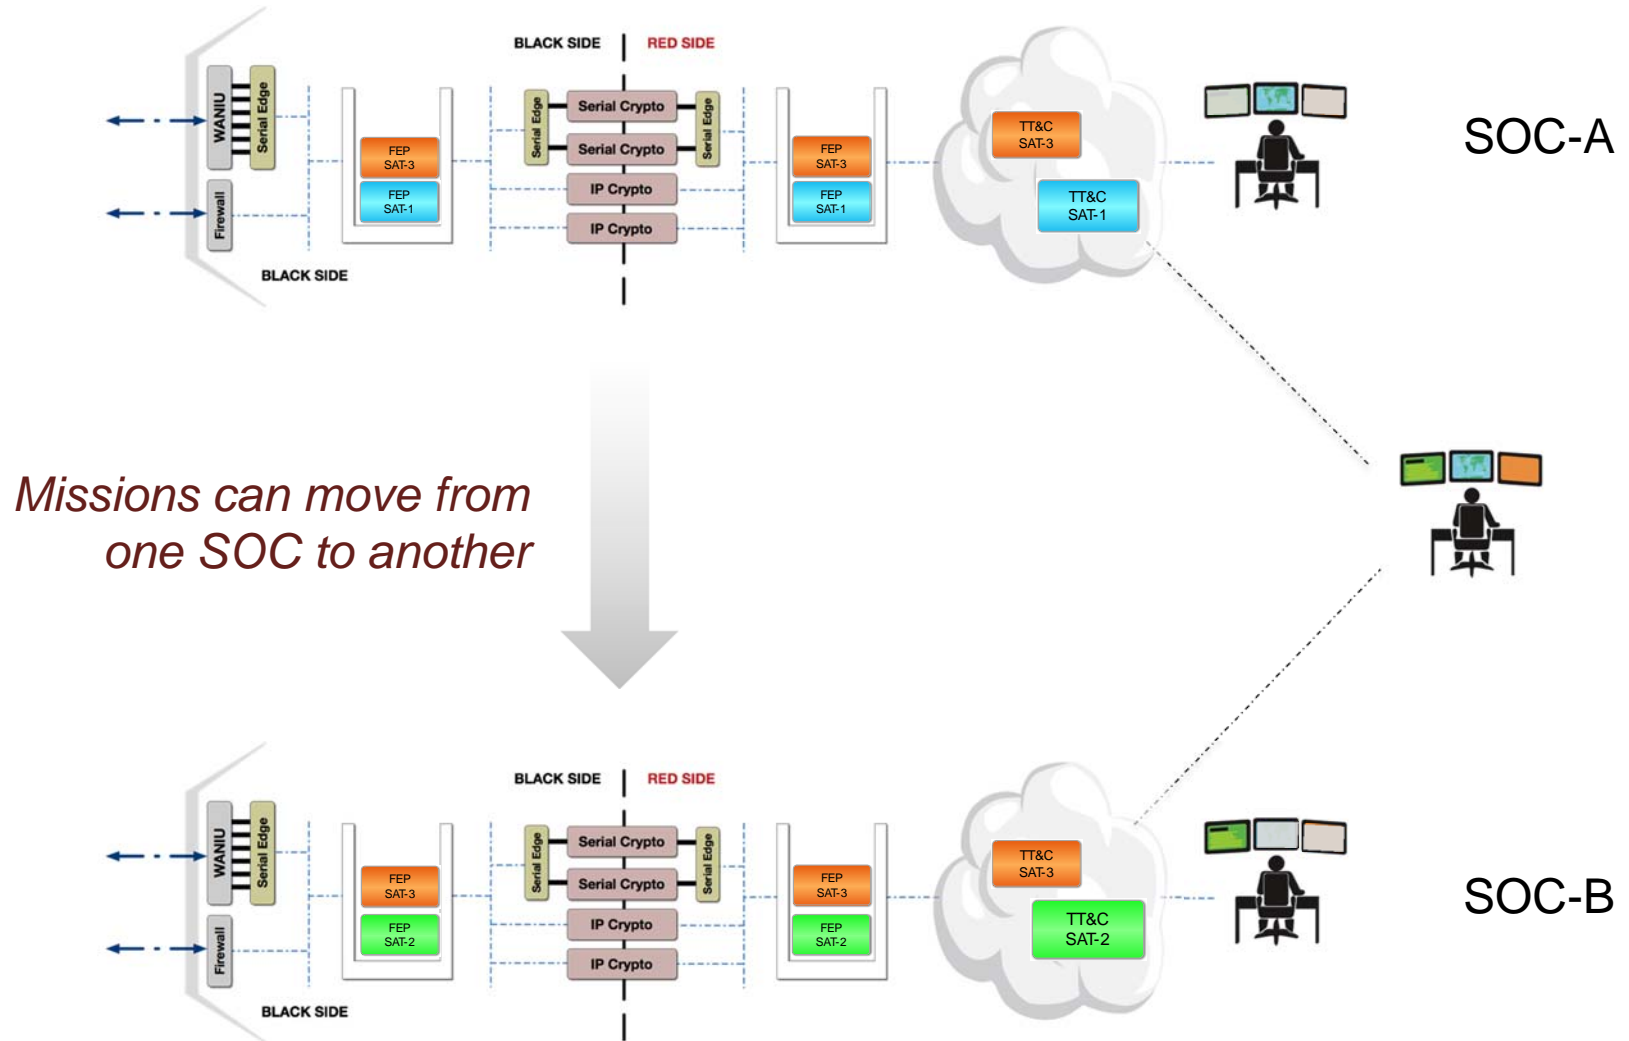 BLACK SIDE
RED SIDE
WANIU
Serial Edge
Firewall
BLACK SIDE
FEP
SAT-3
FEP
SAT-1
Serial Edge
Serial Crypto
Serial Crypto
IP Crypto
IP Crypto
Serial Edge
FEP
SAT-3
FEP
SAT-1
TT&C
SAT-3
TT&C
SAT-1
SOC-A
Missions can move from
one SOC to another
BLACK SIDE
RED SIDE
WANIU
Serial Edge
Firewall
BLACK SIDE
FEP
SAT-3
FEP
SAT-2
Serial Edge
Serial Crypto
Serial Crypto
IP Crypto
IP Crypto
Serial Edge
FEP
SAT-3
FEP
SAT-2
TT&C
SAT-3
TT&C
SAT-2
SOC-B